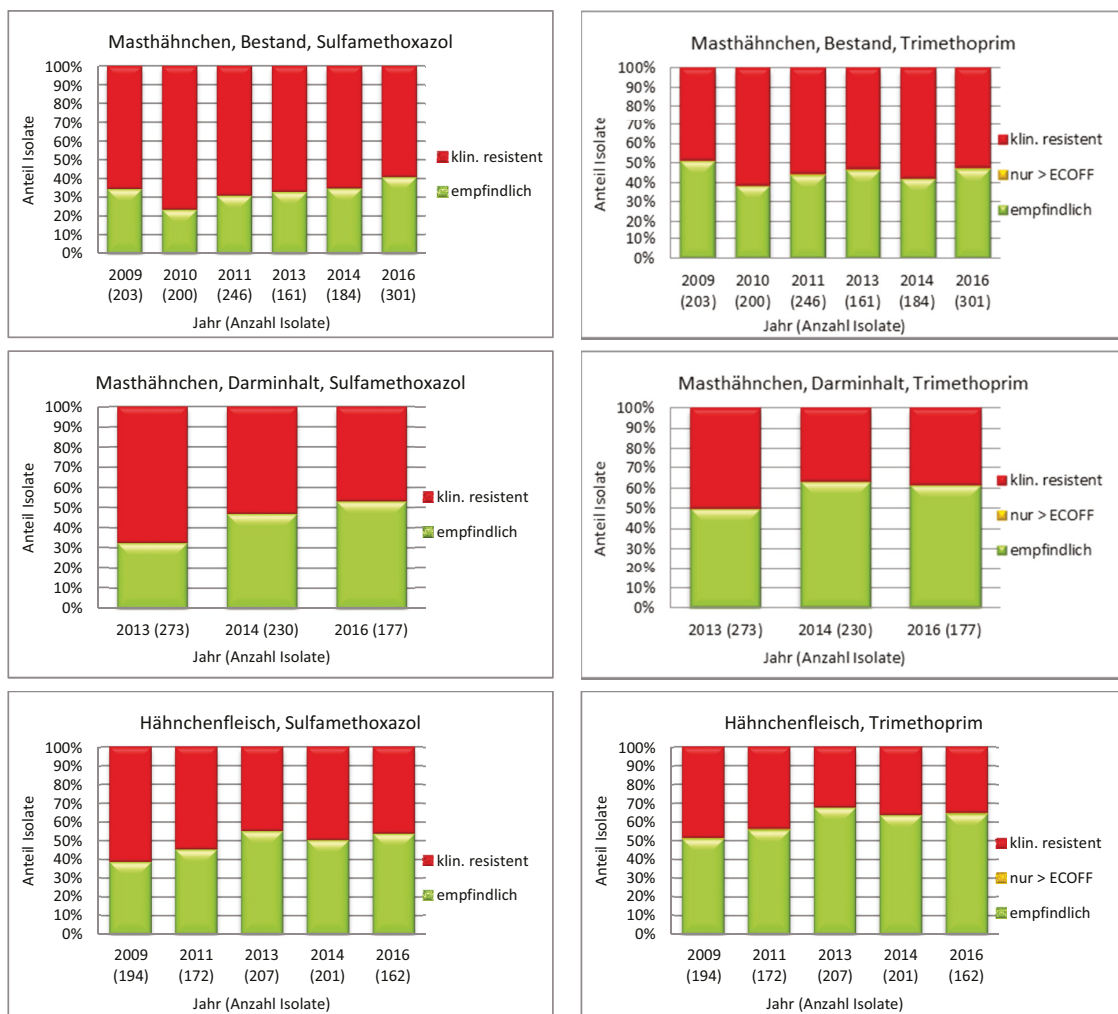 Masthähnchen, Bestand, Sulfamethoxazol
100%
90%
80%
70%
60%
50%
40%
30%
20%
10%
0%
Anteil Isolate
klin. resistent
empfindlich
2009 2010 2011 2013 2014 2016
(203) (200) (246) (161) (184) (301)
Jahr (Anzahl Isolate)
Masthähnchen, Bestand, Trimethoprim
100%
90%
80%
70%
60%
50%
40%
30%
20%
10%
0%
Anteil Isolate
klin. resistent
nur > ECOFF
empfindlich
2009 2010 2011 2013 2014 2016
(203) (200) (246) (161) (184) (301)
Jahr (Anzahl Isolate)
Masthähnchen, Darminhalt, Sulfamethoxazol
100%
90%
80%
70%
60%
50%
40%
30%
20%
10%
0%
Anteil Isolate
klin. resistent
empfindlich
2013 (273) 2014 (230) 2016 (177)
Jahr (Anzahl Isolate)
Masthähnchen, Darminhalt, Trimethoprim
100%
90%
80%
70%
60%
50%
40%
30%
20%
10%
0%
Anteil Isolate
klin. resistent
nur > ECOFF
empfindlich
2013 (273) 2014 (230) 2016 (177)
Jahr (Anzahl Isolate)
Hähnchenfleisch, Sulfamethoxazol
100%
90%
80%
70%
60%
50%
40%
30%
20%
10%
0%
Anteil Isolate
klin. resistent
empfindlich
2009 2011 2013 2014 2016
(194) (172) (207) (201) (162)
Jahr (Anzahl Isolate)
Hähnchenfleisch, Trimethoprim
100%
90%
80%
70%
60%
50%
40%
30%
20%
10%
0%
Anteil Isolate
klin. resistent
nur > ECOFF
empfindlich
2009 2011 2013 2014 2016
(194) (172) (207) (201) (162)
Jahr (Anzahl Isolate)